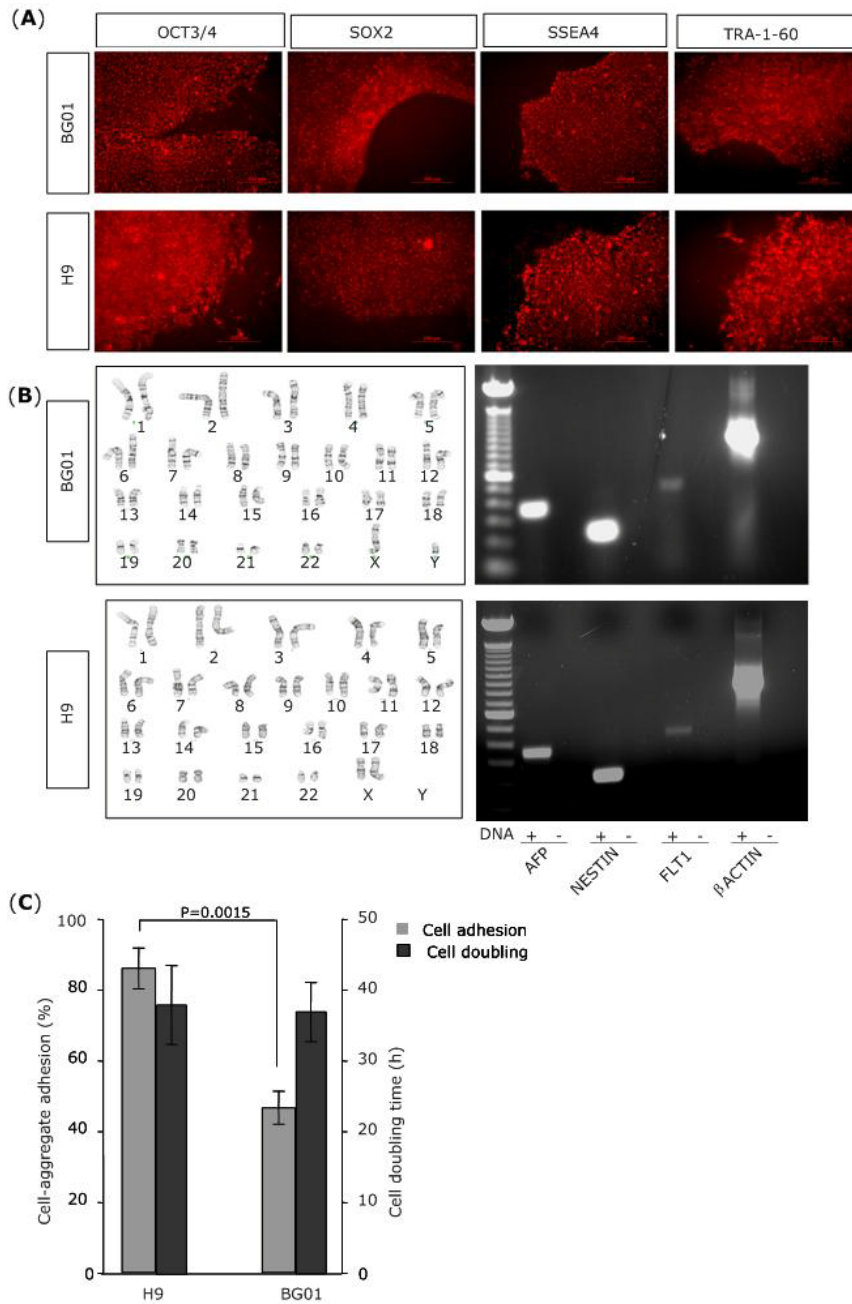 (A)
OCT3/4 SOX2 SSEA4 TRA-1-60
BG01
H9
(B)
BG01
1 2 3 4 5
6 7 8 9 10 11 12
13 14 15 16 17 18
19 20 21 22 X Y
H9
1 2 3 4 5
6 7 8 9 10 11 12
13 14 15 16 17 18
19 20 21 22 X Y
DNA + - + - + - + -
AFP NESTIN FLT1 βACTIN
(C)
P=0.0015
Cell adhesion
Cell doubling
Cell-aggregate adhesion (%)
100
80
60
40
20
0
50
40
30
20
10
0
Cell doubling time (h)
H9 BG01